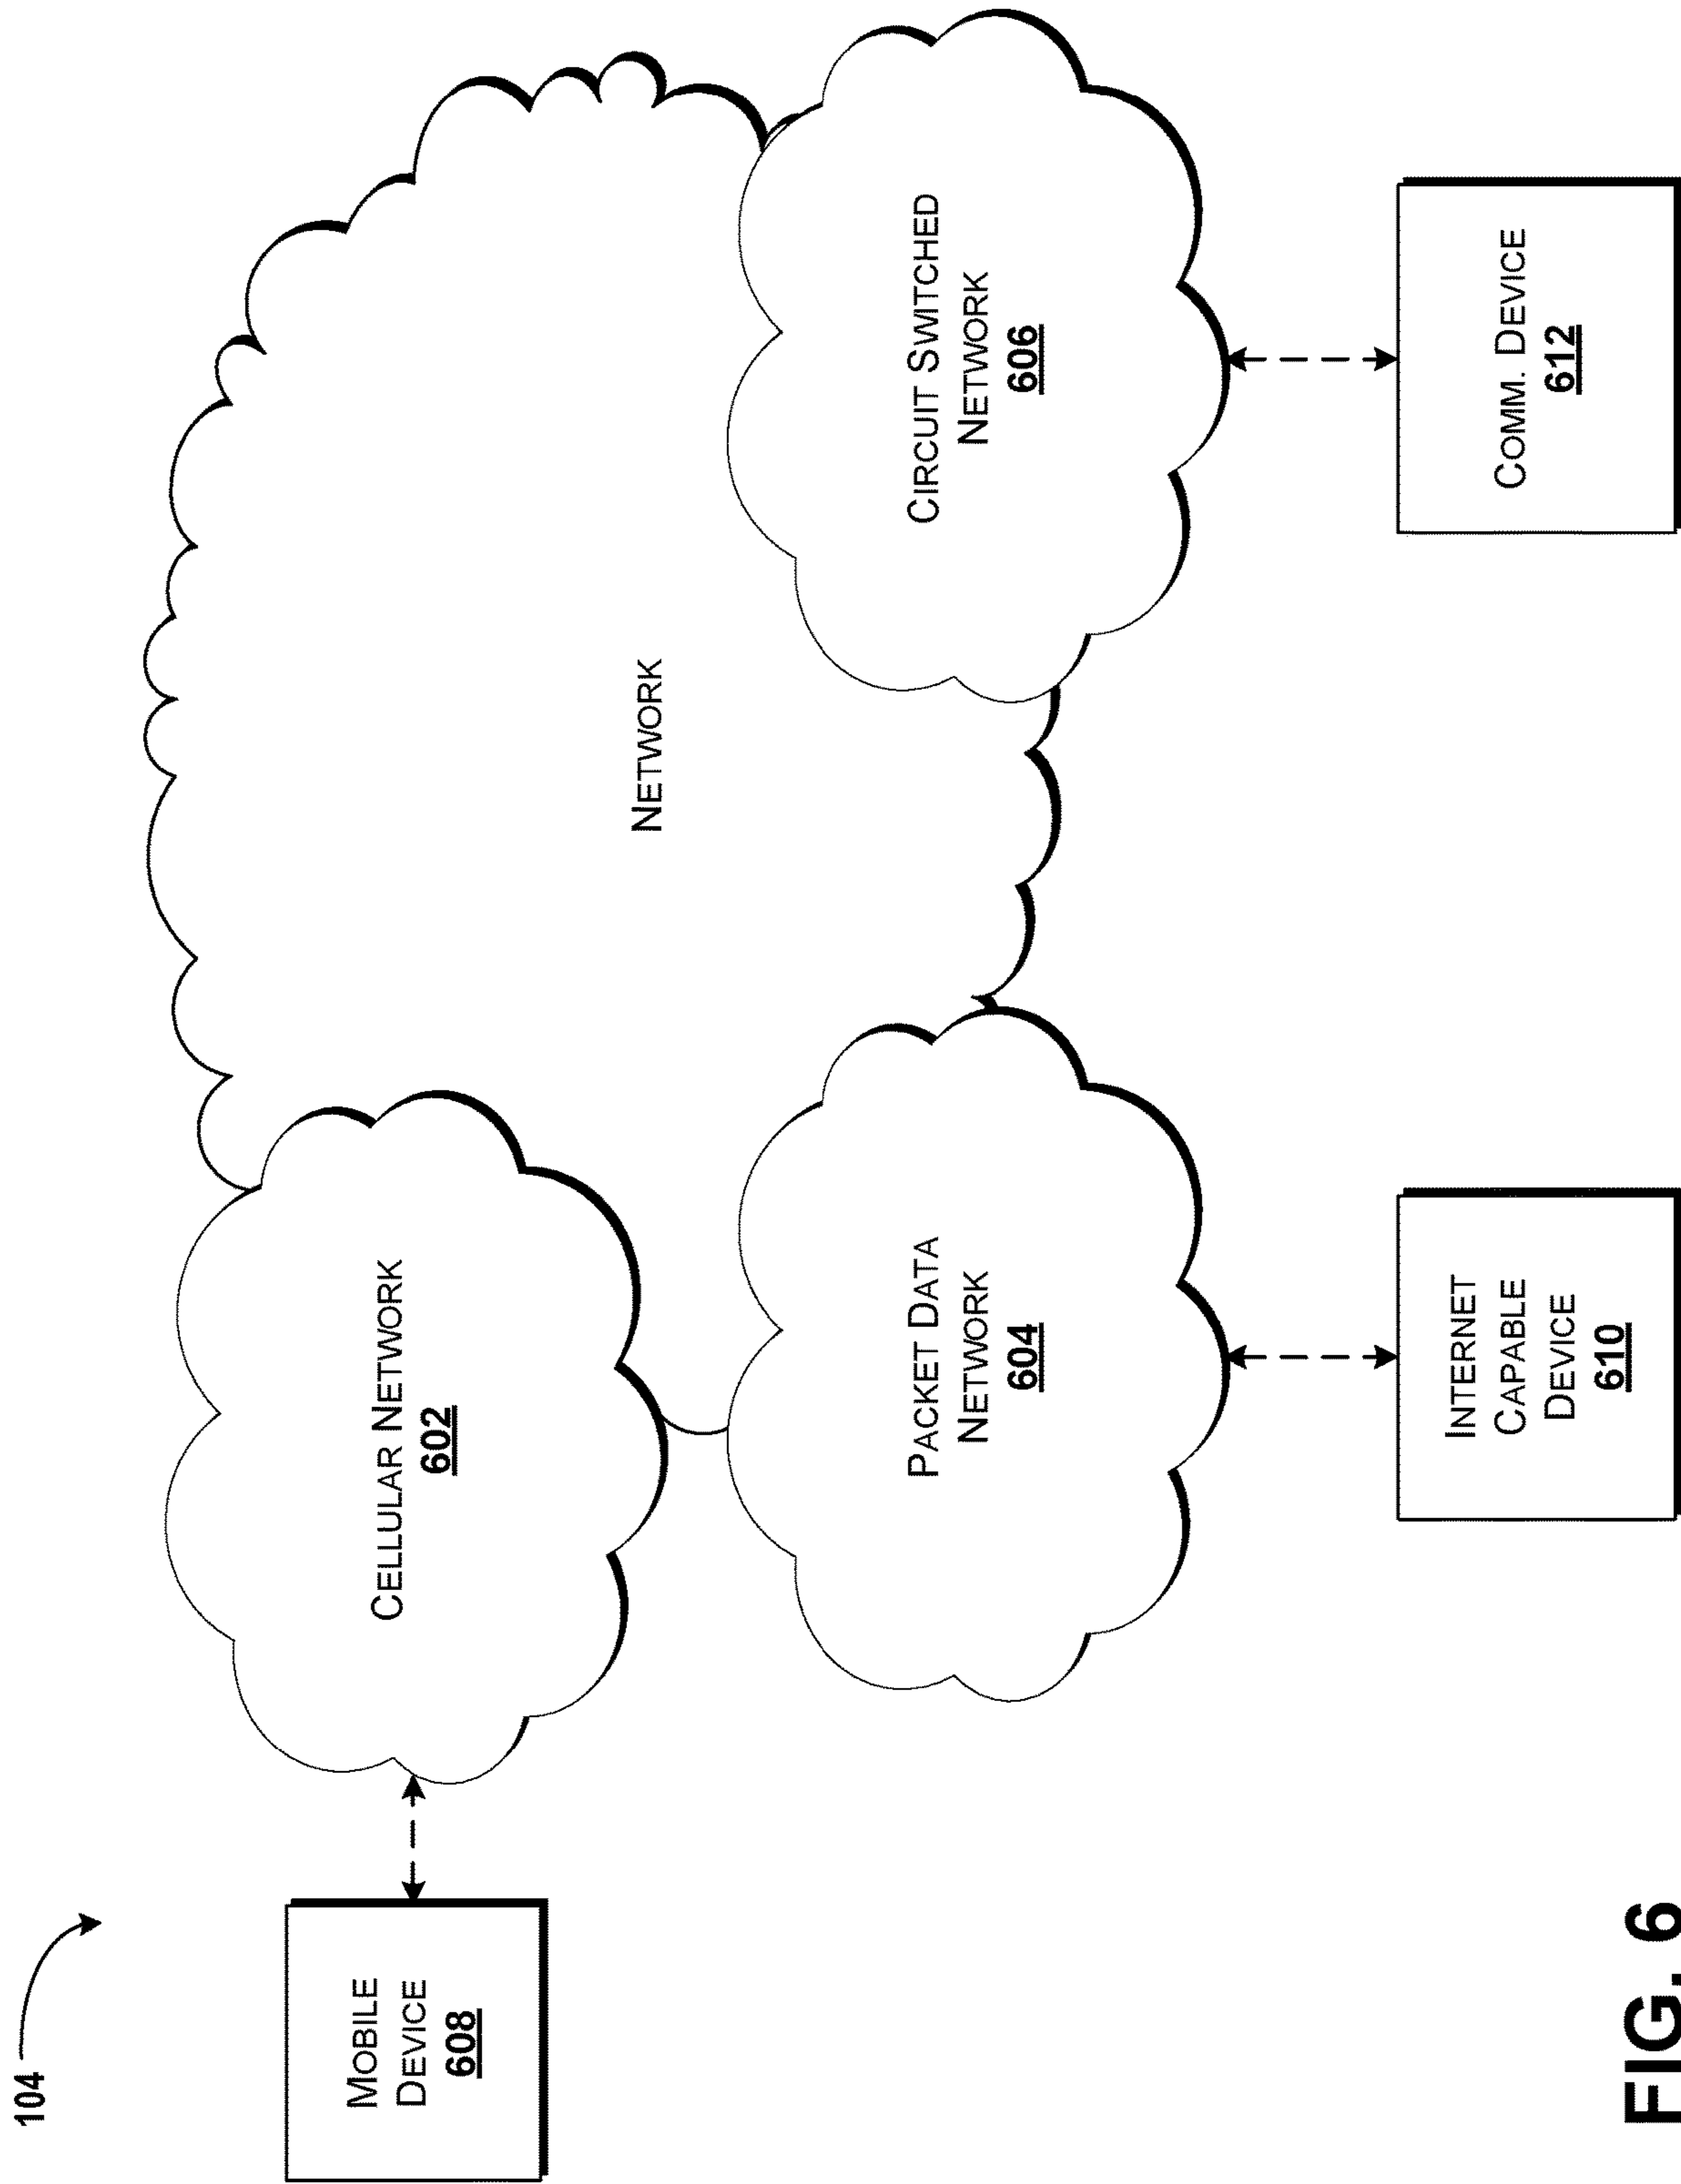 104
MOBILE
DEVICE
608
CELLULAR NETWORK
602
NETWORK
PACKET DATA
NETWORK
604
CIRCUIT SWITCHED
NETWORK
606
INTERNET
CAPABLE
DEVICE
610
COMM. DEVICE
612
FIG. 6